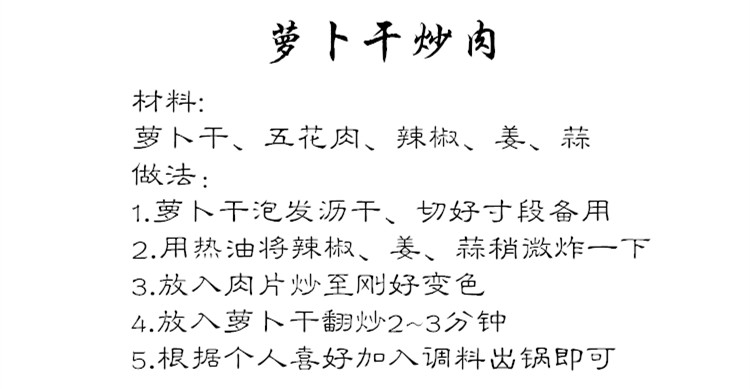 萝卜干炒肉
材料:
萝卜干、五花肉、辣椒、姜、蒜
做法:
1.萝卜干泡发沥干、切好寸段备用
2.用热油将辣椒、姜、蒜稍微炸一下
3.放入肉片炒至刚好变色
4.放入萝卜干翻炒2~3分钟
5.根据个人喜好加入调料出锅即可